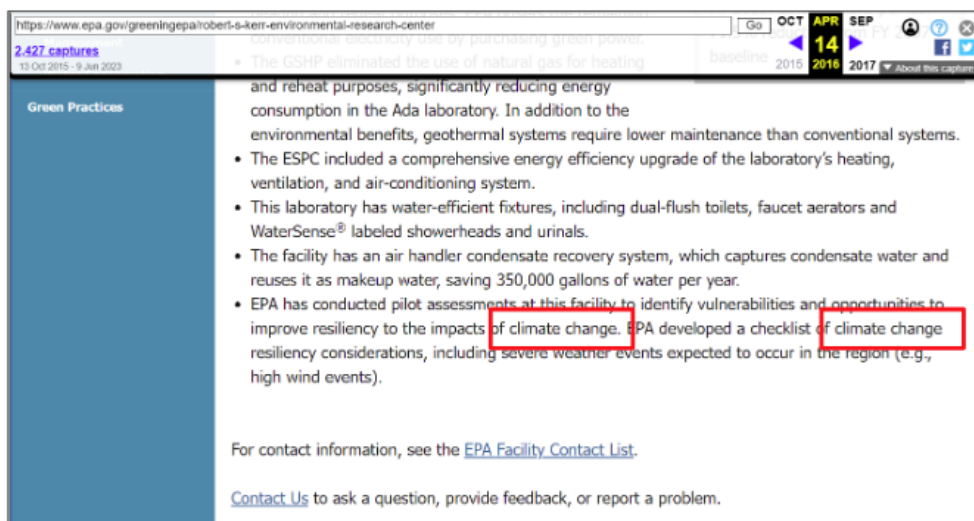 https://www.epa.gov/greeningepa/robert-s-kerr-environmental-research-center
Go
OCT APR SEP
14
2015 2016 2017
2,427 captures
13 Oct 2015 - 9 Jun 2023
About this capture
conventional electricity use by purchasing green power.
baseline
• The GSHP eliminated the use of natural gas for heating
and reheat purposes, significantly reducing energy
consumption in the Ada laboratory. In addition to the
environmental benefits, geothermal systems require lower maintenance than conventional systems.
• The ESPC included a comprehensive energy efficiency upgrade of the laboratory's heating,
ventilation, and air-conditioning system.
• This laboratory has water-efficient fixtures, including dual-flush toilets, faucet aerators and
WaterSense® labeled showerheads and urinals.
• The facility has an air handler condensate recovery system, which captures condensate water and
reuses it as makeup water, saving 350,000 gallons of water per year.
• EPA has conducted pilot assessments at this facility to identify vulnerabilities and opportunities to
improve resiliency to the impacts of climate change. EPA developed a checklist of climate change
resiliency considerations, including severe weather events expected to occur in the region (e.g.,
high wind events).
Green Practices
For contact information, see the EPA Facility Contact List.
Contact Us to ask a question, provide feedback, or report a problem.